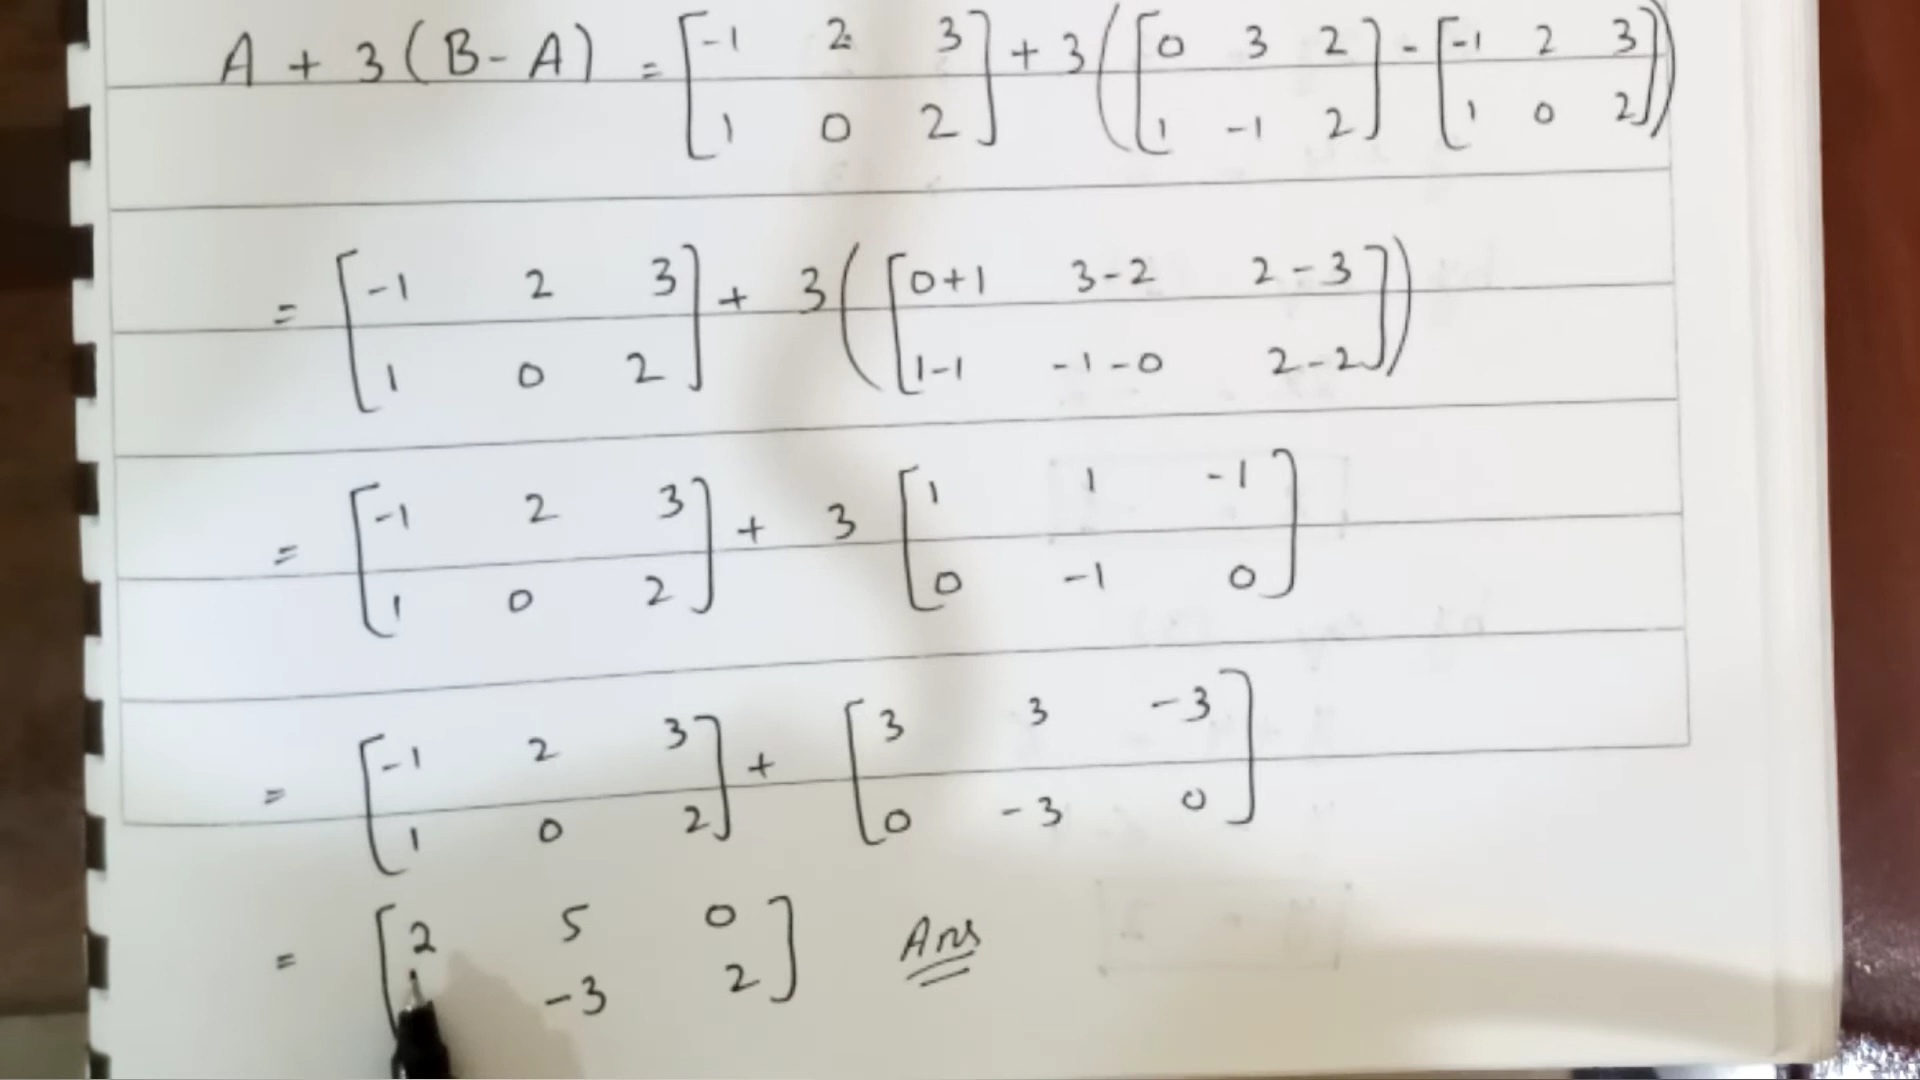 A + 3(B-A) = [-1 2 3] + 3([0 3 2] - [-1 2 3])
[1 0 2] [1 -1 2] [1 0 2]
= [-1 2 3] + 3([0+1 3-2 2-3])
[1 0 2] [1-1 -1-0 2-2]
= [-1 2 3] + 3 [1 1 -1]
[1 0 2] [0 -1 0]
= [-1 2 3] + [3 3 -3]
[1 0 2] [0 -3 0]
= [2 5 0] Ans
[1 -3 2]